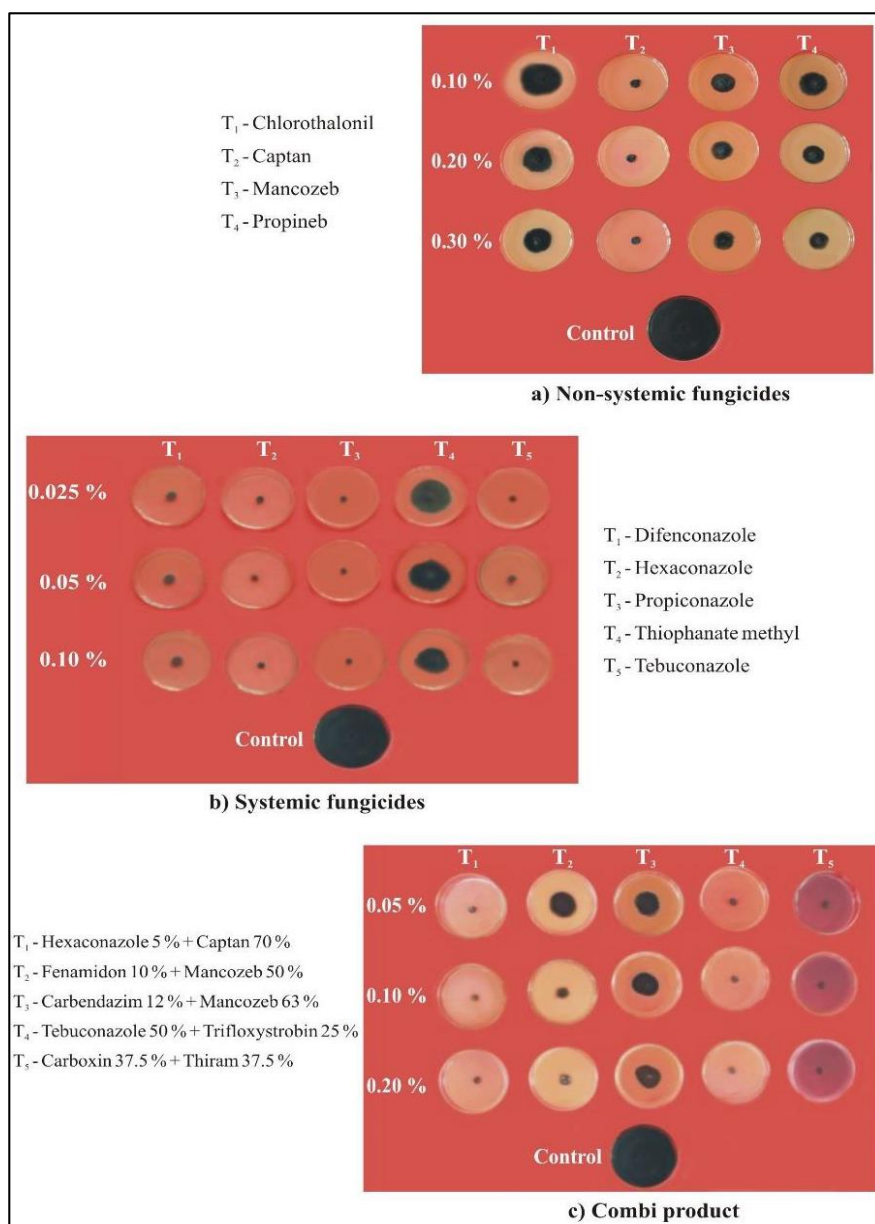 T₁ T₂ T₃ T₄
0.10 %
0.20 %
0.30 %
Control
T₁ - Chlorothalonil
T₂ - Captan
T₃ - Mancozeb
T₄ - Propineb
a) Non-systemic fungicides
T₁ T₂ T₃ T₄ T₅
0.025 %
0.05 %
0.10 %
Control
T₁ - Difenconazole
T₂ - Hexaconazole
T₃ - Propiconazole
T₄ - Thiophanate methyl
T₅ - Tebuconazole
b) Systemic fungicides
T₁ T₂ T₃ T₄ T₅
0.05 %
0.10 %
0.20 %
Control
T₁ - Hexaconazole 5 % + Captan 70 %
T₂ - Fenamidon 10 % + Mancozeb 50 %
T₃ - Carbendazim 12 % + Mancozeb 63 %
T₄ - Tebuconazole 50 % + Trifloxystrobin 25 %
T₅ - Carboxin 37.5 % + Thiram 37.5 %
c) Combi product